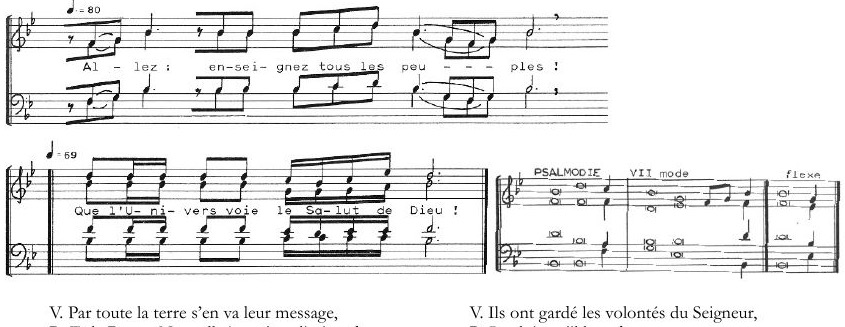 ♩. = 80
Al - lez : en-sei- gnez tous les peu - - - ples !
♩ = 69
Que l'U- ni- vers voie le Sa- lut de Dieu !
PSALMODIE VII mode flexe
V. Par toute la terre s'en va leur message,
V. Ils ont gardé les volontés du Seigneur,